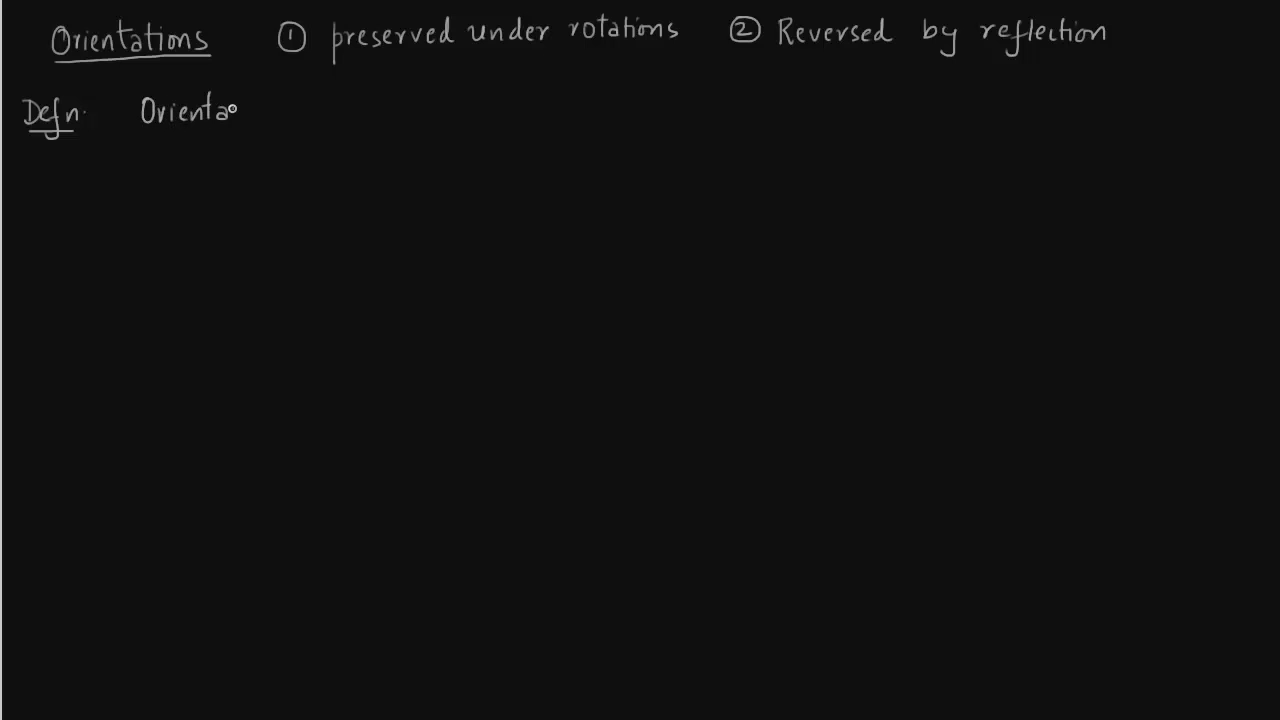 Orientations ① preserved under rotations ② Reversed by reflection
Defn. Orienta